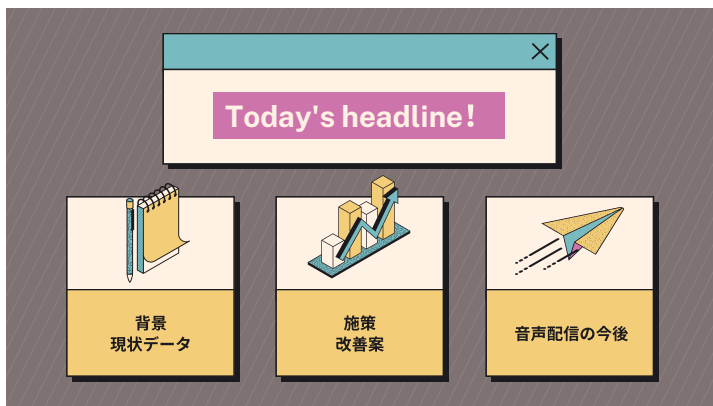 Today's headline!
背景
現状データ
施策
改善案
音声配信の今後